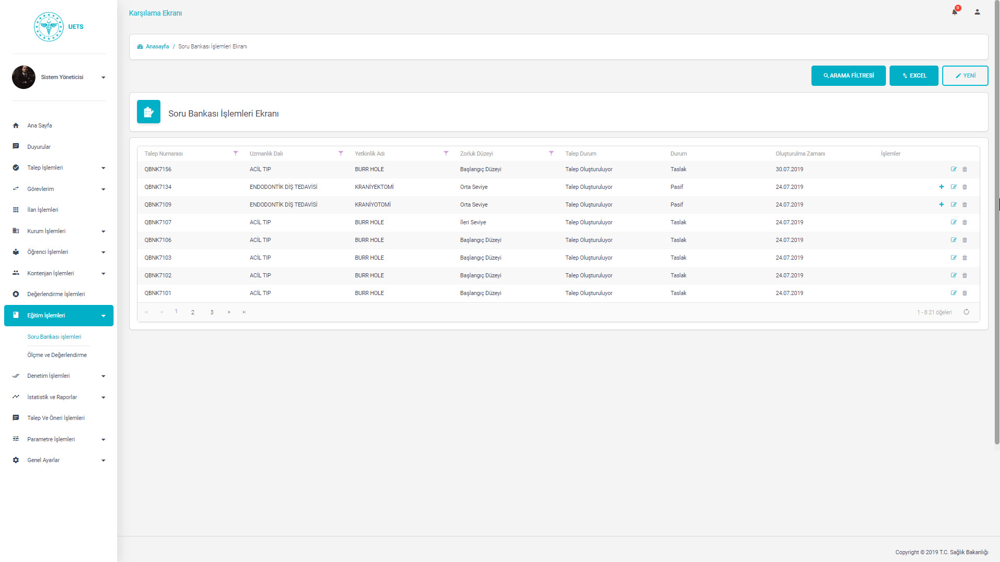 UETS
Sistem Yöneticisi
Ana Sayfa
Duyurular
Talep İşlemleri
Görevlerim
İlan İşlemleri
Kurum İşlemleri
Öğrenci İşlemleri
Kontenjan İşlemleri
Değerlendirme İşlemleri
Eğitim İşlemleri
Soru Bankası işlemleri
Ölçme ve Değerlendirme
Denetim İşlemleri
İstatistik ve Raporlar
Talep Ve Öneri İşlemleri
Parametre İşlemleri
Genel Ayarlar
Karşılama Ekranı
0
Anasayfa / Soru Bankası İşlemleri Ekranı
ARAMA FİLTRESİ EXCEL YENİ
Soru Bankası İşlemleri Ekranı
Talep Numarası Uzmanlık Dalı Yetkinlik Adı Zorluk Düzeyi Talep Durum Durum Oluşturulma Zamanı İşlemler
QBNK7156 ACİL TIP BURR HOLE Başlangıç Düzeyi Talep Oluşturuluyor Taslak 30.07.2019
QBNK7134 ENDODONTİK DİŞ TEDAVİSİ KRANİYEKTOMİ Orta Seviye Talep Oluşturuluyor Pasif 24.07.2019
QBNK7109 ENDODONTİK DİŞ TEDAVİSİ KRANİYOTOMİ Orta Seviye Talep Oluşturuluyor Pasif 24.07.2019
QBNK7107 ACİL TIP BURR HOLE İleri Seviye Talep Oluşturuluyor Taslak 24.07.2019
QBNK7106 ACİL TIP BURR HOLE Başlangıç Düzeyi Talep Oluşturuluyor Taslak 24.07.2019
QBNK7103 ACİL TIP BURR HOLE Başlangıç Düzeyi Talep Oluşturuluyor Taslak 24.07.2019
QBNK7102 ACİL TIP BURR HOLE Başlangıç Düzeyi Talep Oluşturuluyor Taslak 24.07.2019
QBNK7101 ACİL TIP BURR HOLE Başlangıç Düzeyi Talep Oluşturuluyor Taslak 24.07.2019
1 2 3 1 - 8 21 öğeleri
Copyright © 2019 T.C. Sağlık Bakanlığı